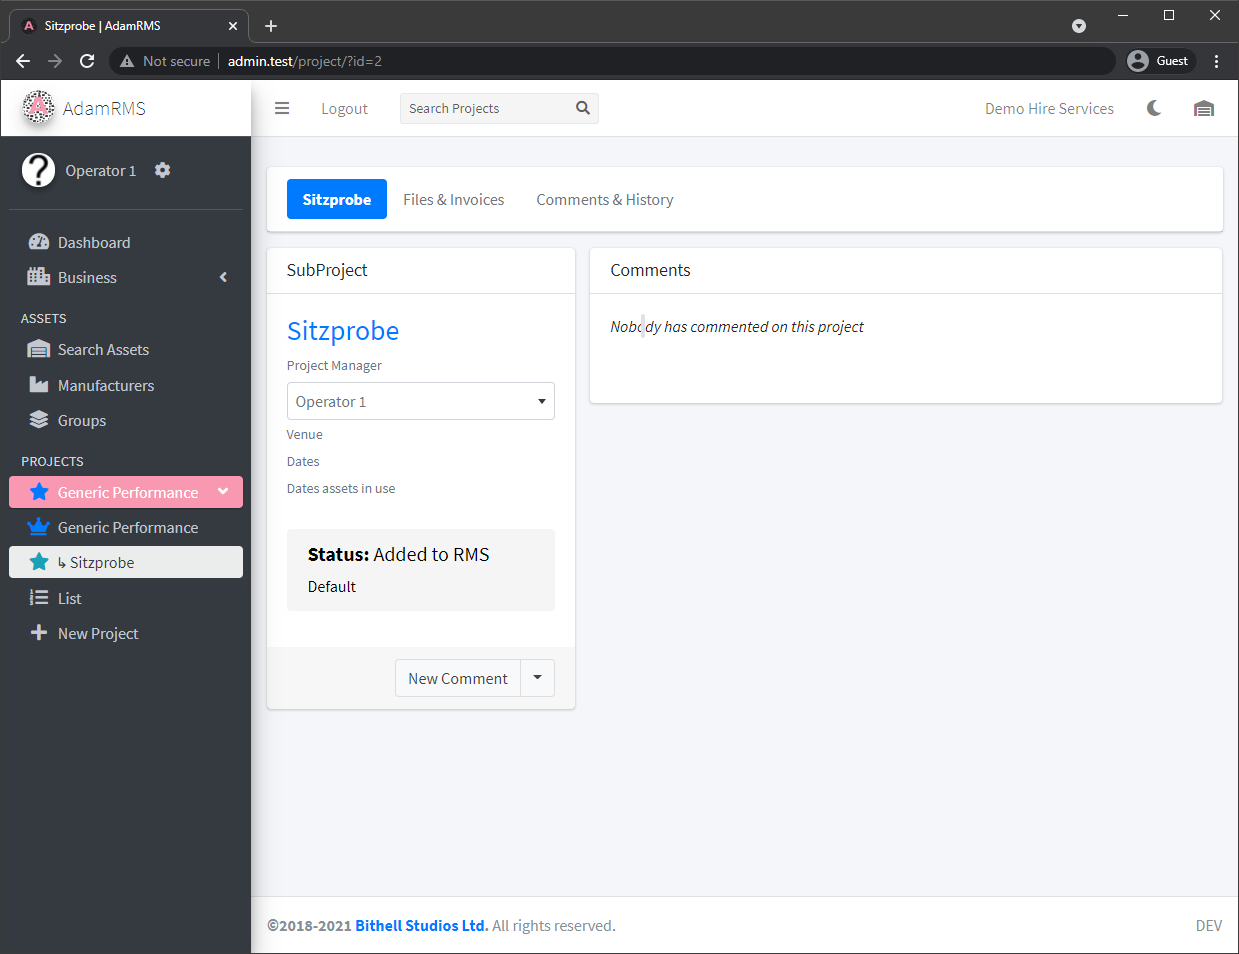 Sitzprobe | AdamRMS
Not secure admin.test/project/?id=2
Guest
AdamRMS
Logout
Search Projects
Demo Hire Services
Operator 1
Dashboard
Business
ASSETS
Search Assets
Manufacturers
Groups
PROJECTS
Generic Performance
Generic Performance
↳ Sitzprobe
List
New Project
Sitzprobe
Files & Invoices
Comments & History
SubProject
Sitzprobe
Project Manager
Operator 1
Venue
Dates
Dates assets in use
Status: Added to RMS
Default
New Comment
Comments
Nobody has commented on this project
©2018-2021 Bithell Studios Ltd. All rights reserved.
DEV